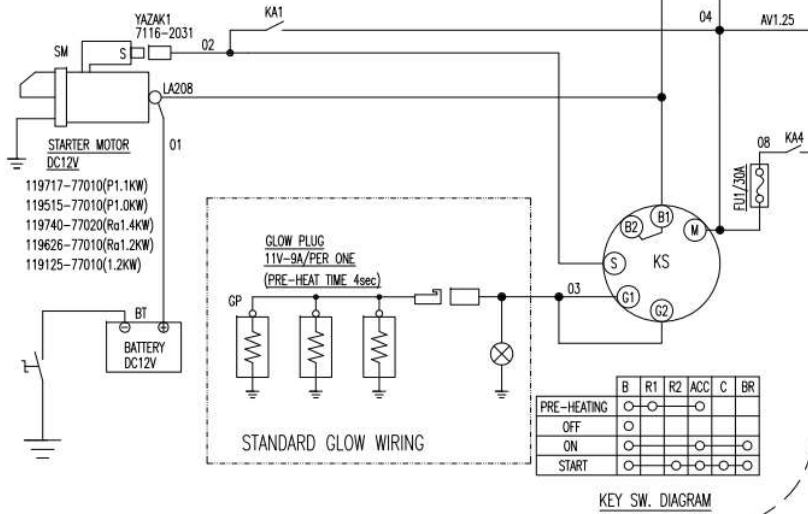 KA1
04
AV1.25
YAZAK1
7116-2031
SM
S
02
LA208
01
STARTER MOTOR
DC12V
119717-77010(P1.1KW)
119515-77010(P1.0KW)
119740-77020(Ra1.4KW)
119626-77010(Ra1.2KW)
119125-77010(1.2KW)
08
KA4
FU1/30A
B2
B1
M
S
KS
G1
G2
03
GLOW PLUG
11V-9A/PER ONE
(PRE-HEAT TIME 4sec)
GP
STANDARD GLOW WIRING
BT
BATTERY
DC12V
B R1 R2 ACC C BR
PRE-HEATING
OFF
ON
START
KEY SW. DIAGRAM